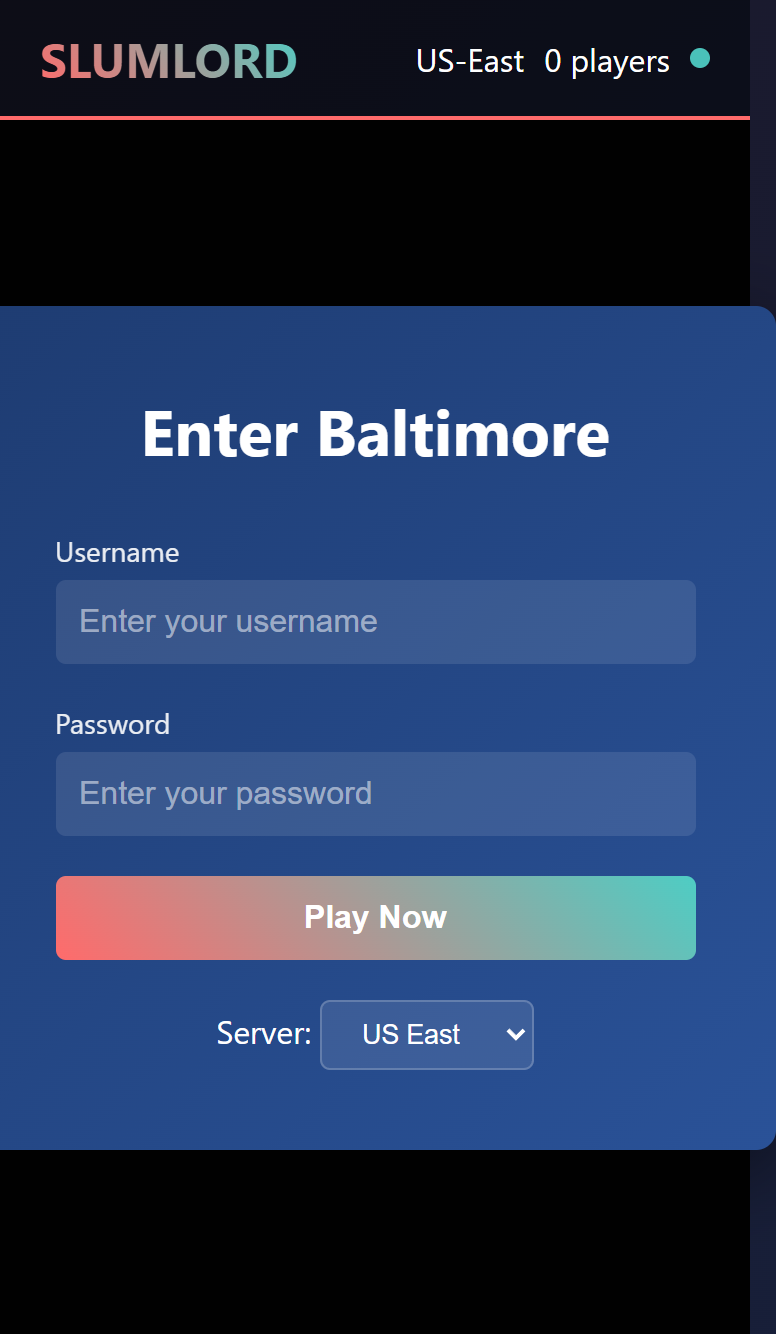 SLUMLORD
US-East 0 players
Enter Baltimore
Username
Enter your username
Password
Enter your password
Play Now
Server: US East